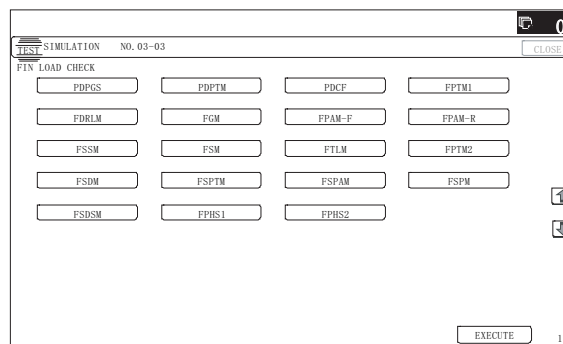 0
TEST SIMULATION NO. 03-03
CLOSE
FIN LOAD CHECK
PDPGS PDPTM PDCF FPTM1
FDRLM FGM FPAM-F FPAM-R
FSSM FSM FTLM FPTM2
FSDM FSPTM FSPAM FSPM
FSDSM FPHS1 FPHS2
EXECUTE 1